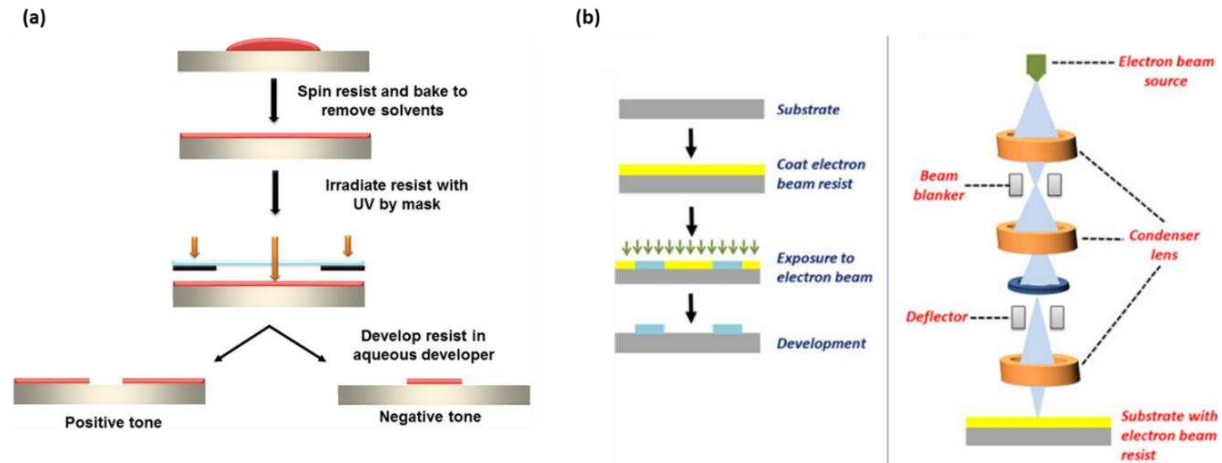 (a)
Spin resist and bake to
remove solvents
Irradiate resist with
UV by mask
Develop resist in
aqueous developer
Positive tone
Negative tone
(b)
Substrate
Coat electron
beam resist
Exposure to
electron beam
Development
Electron beam
source
Beam
blanker
Condenser
lens
Deflector
Substrate with
electron beam
resist